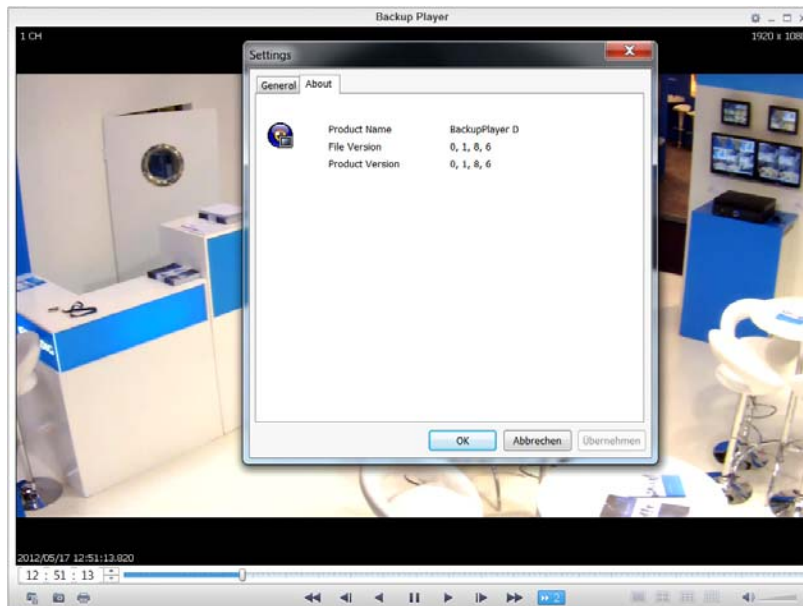 Backup Player
1 CH
1920 x 108
Settings
General About
Product Name BackupPlayer D
File Version 0, 1, 8, 6
Product Version 0, 1, 8, 6
OK Abbrechen Übernehmen
2012/05/17 12:51:13.820
12 : 51 : 13
2